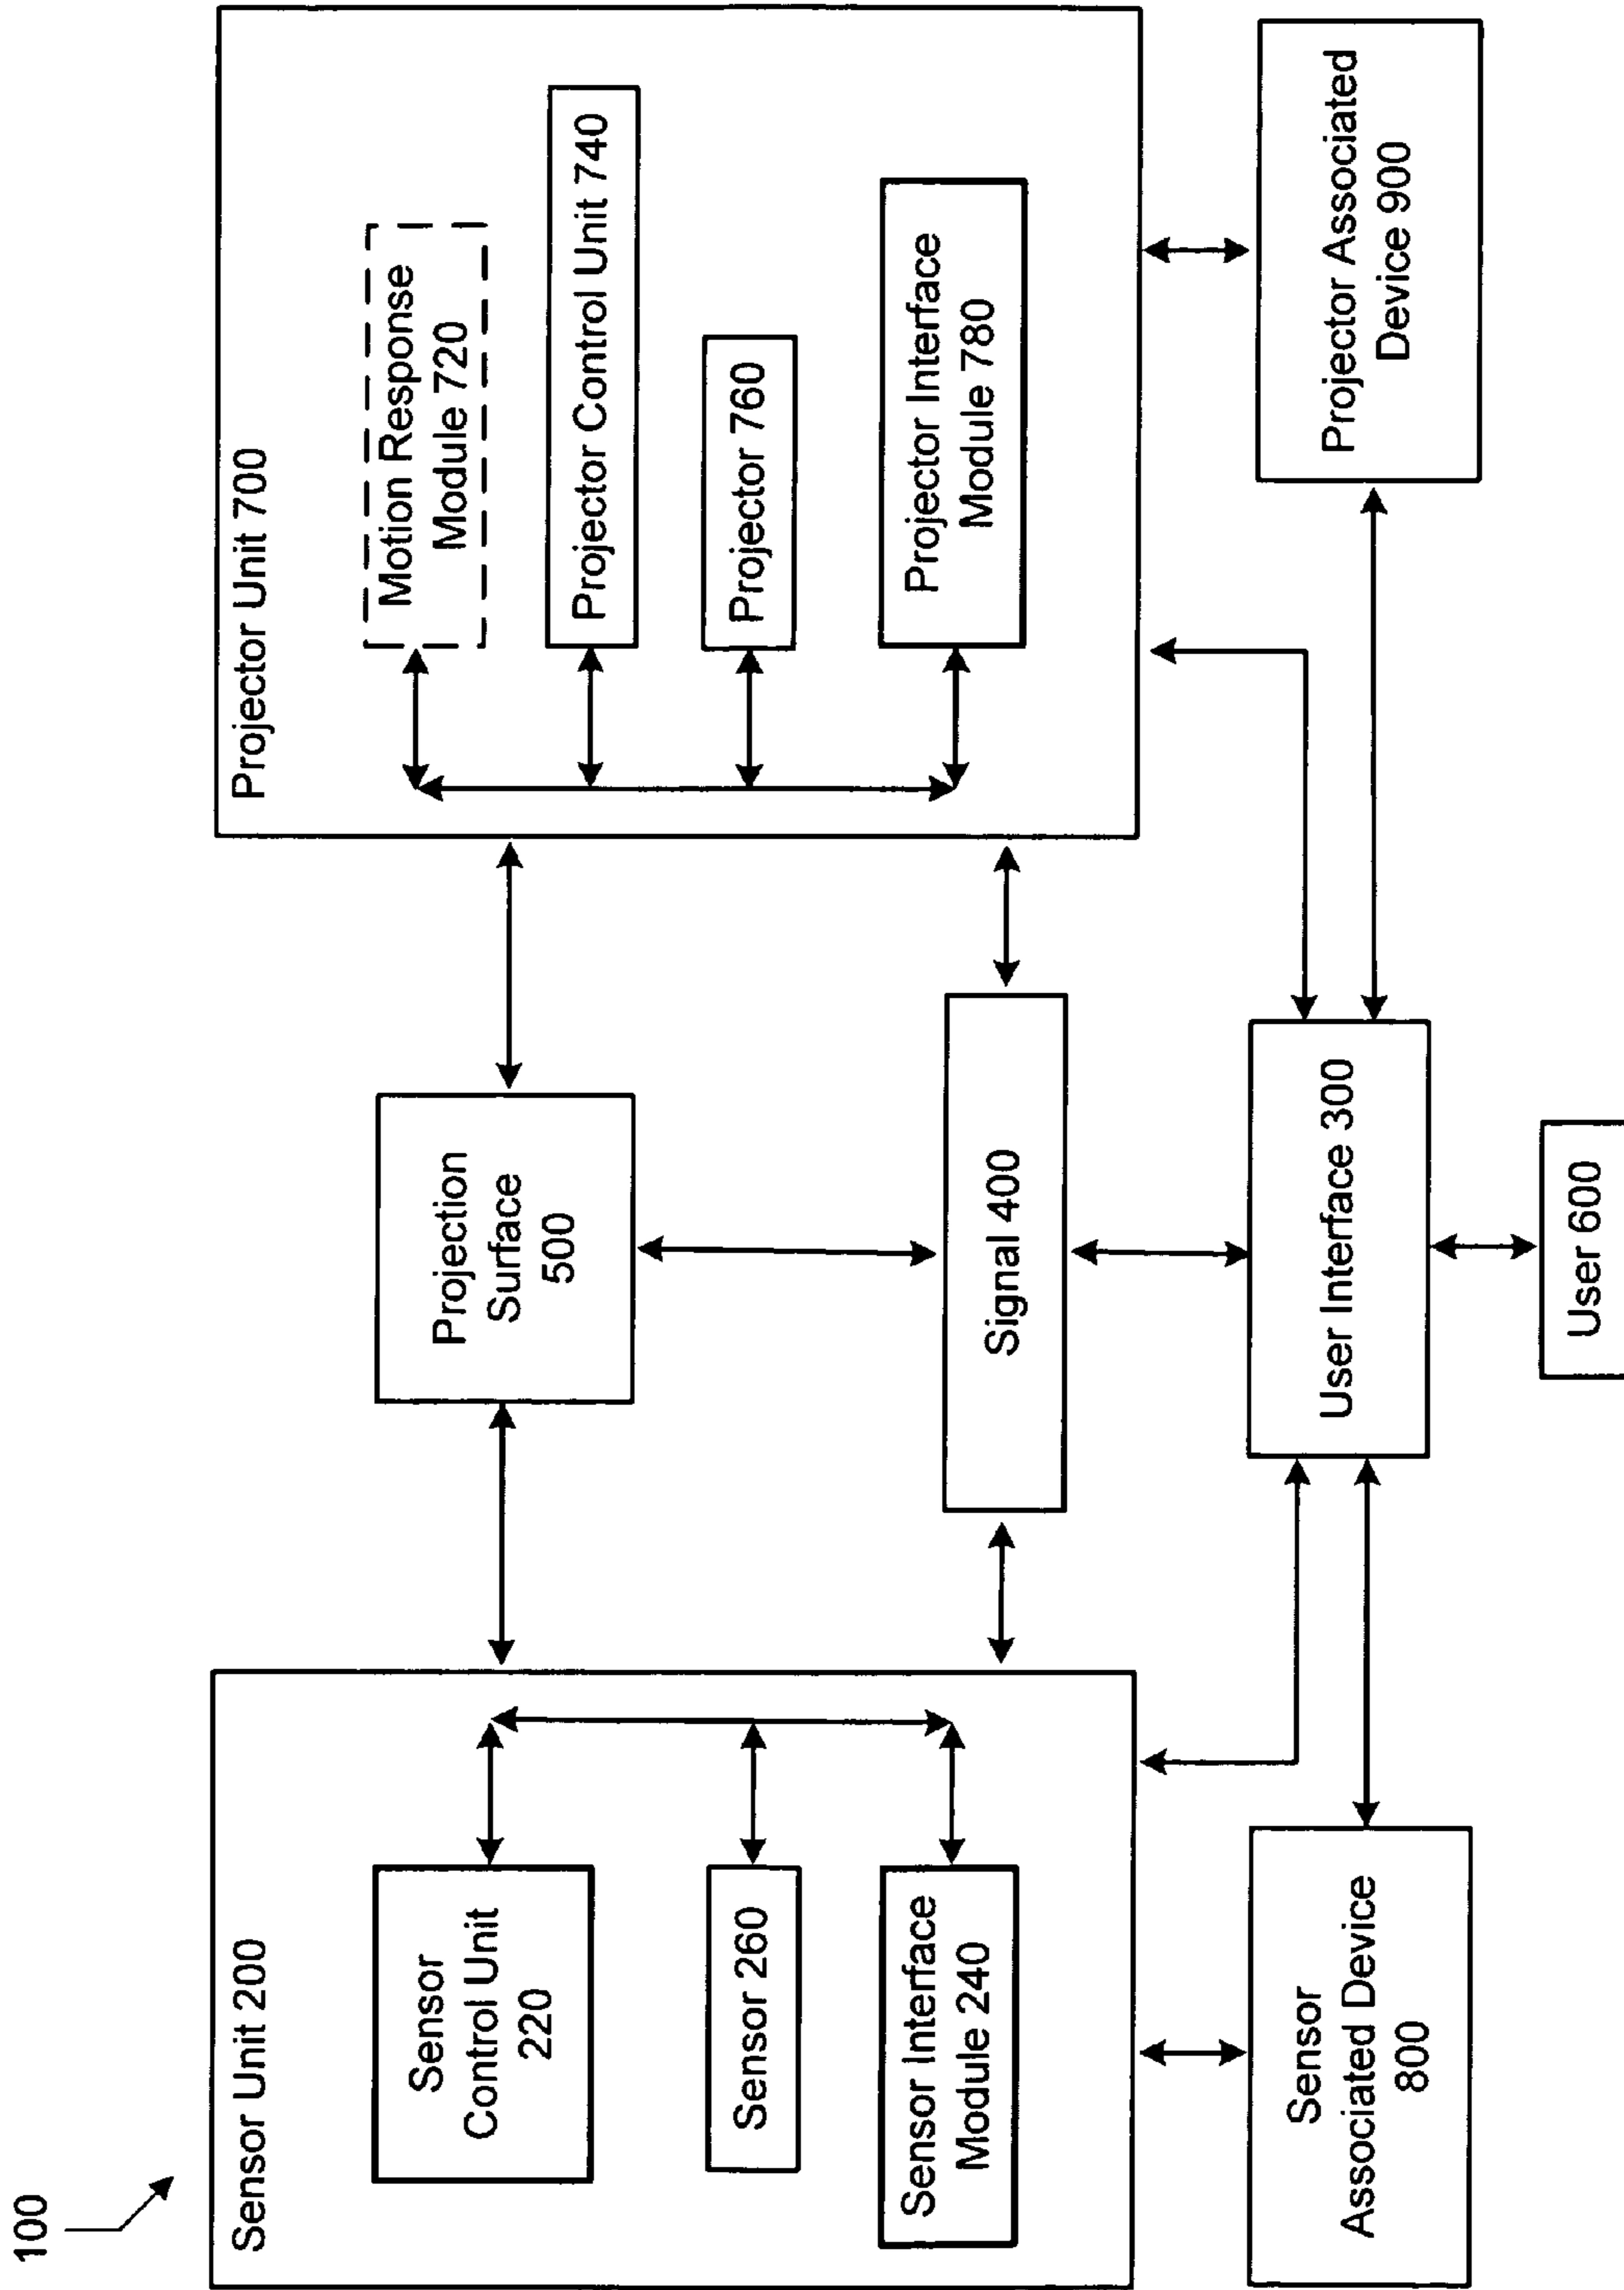 100
Sensor Unit 200
Sensor
Control Unit
220
Sensor 260
Sensor Interface
Module 240
Projection
Surface
500
Signal 400
Projector Unit 700
Motion Response
Module 720
Projector Control Unit 740
Projector 760
Projector Interface
Module 780
Sensor
Associated Device
800
User Interface 300
User 600
Projector Associated
Device 900